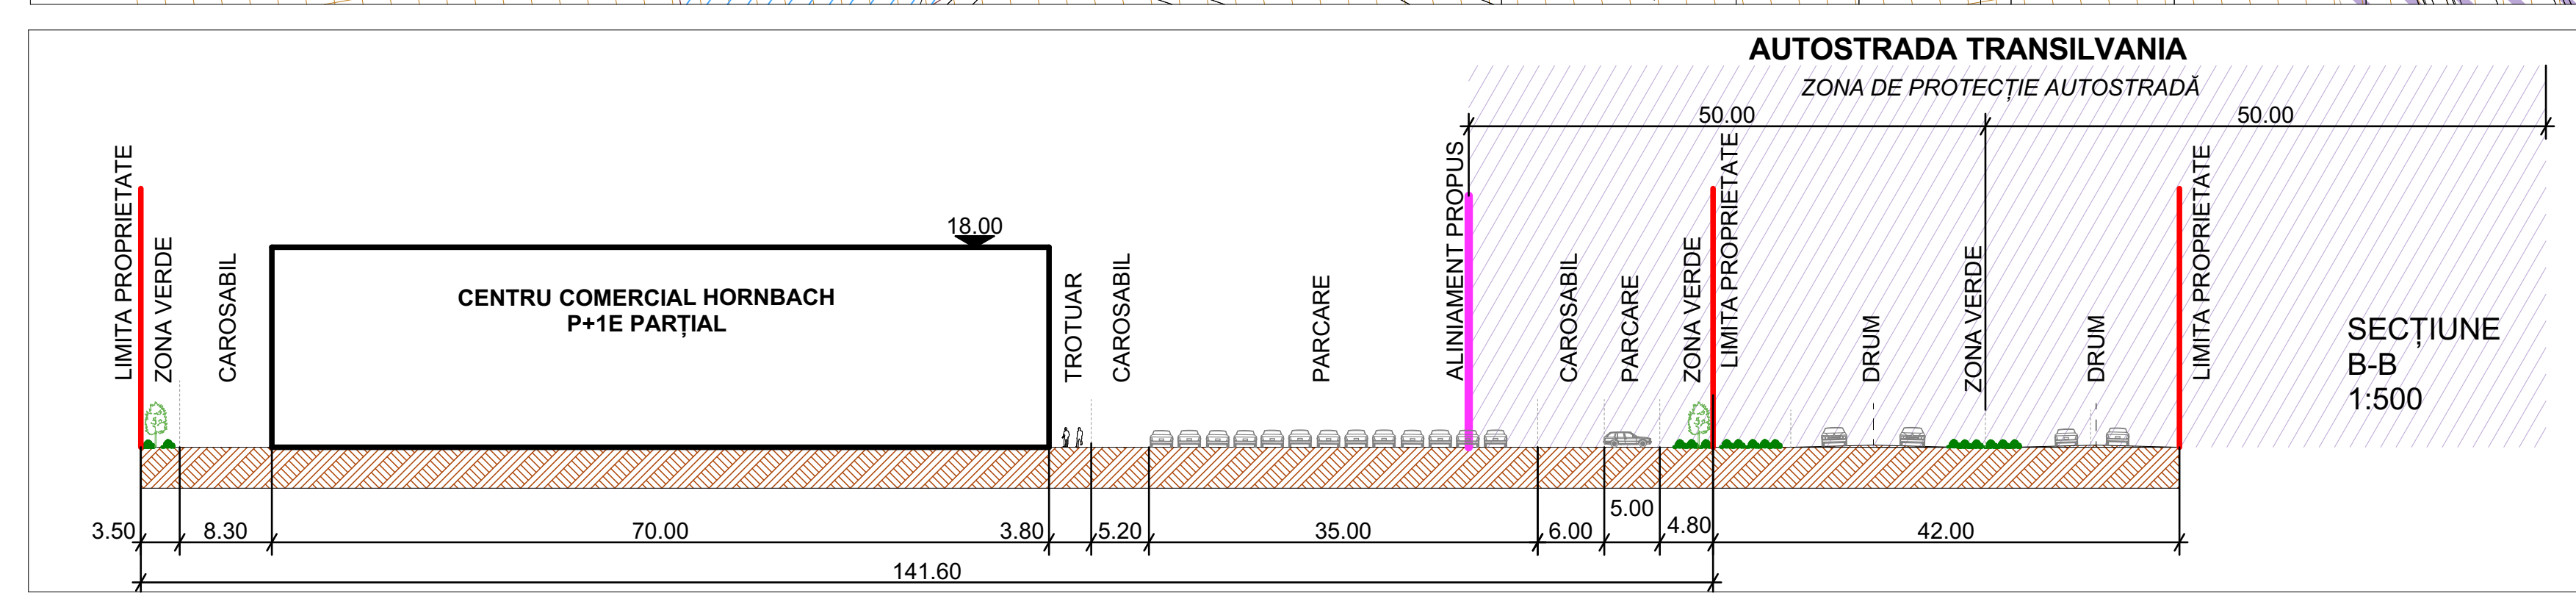 AUTOSTRADA TRANSILVANIA
ZONA DE PROTECȚIE AUTOSTRADĂ
50.00
50.00
LIMITA PROPRIETATE
ZONA VERDE
CAROSABIL
18.00
CENTRU COMERCIAL HORNBACH
P+1E PARȚIAL
TROTUAR
CAROSABIL
PARCARE
ALINIAMENT PROPUS
CAROSABIL
PARCARE
ZONA VERDE
LIMITA PROPRIETATE
DRUM
ZONA VERDE
DRUM
LIMITA PROPRIETATE
SECȚIUNE
B-B
1:500
3.50
8.30
70.00
3.80
5.20
35.00
6.00
5.00
4.80
42.00
141.60